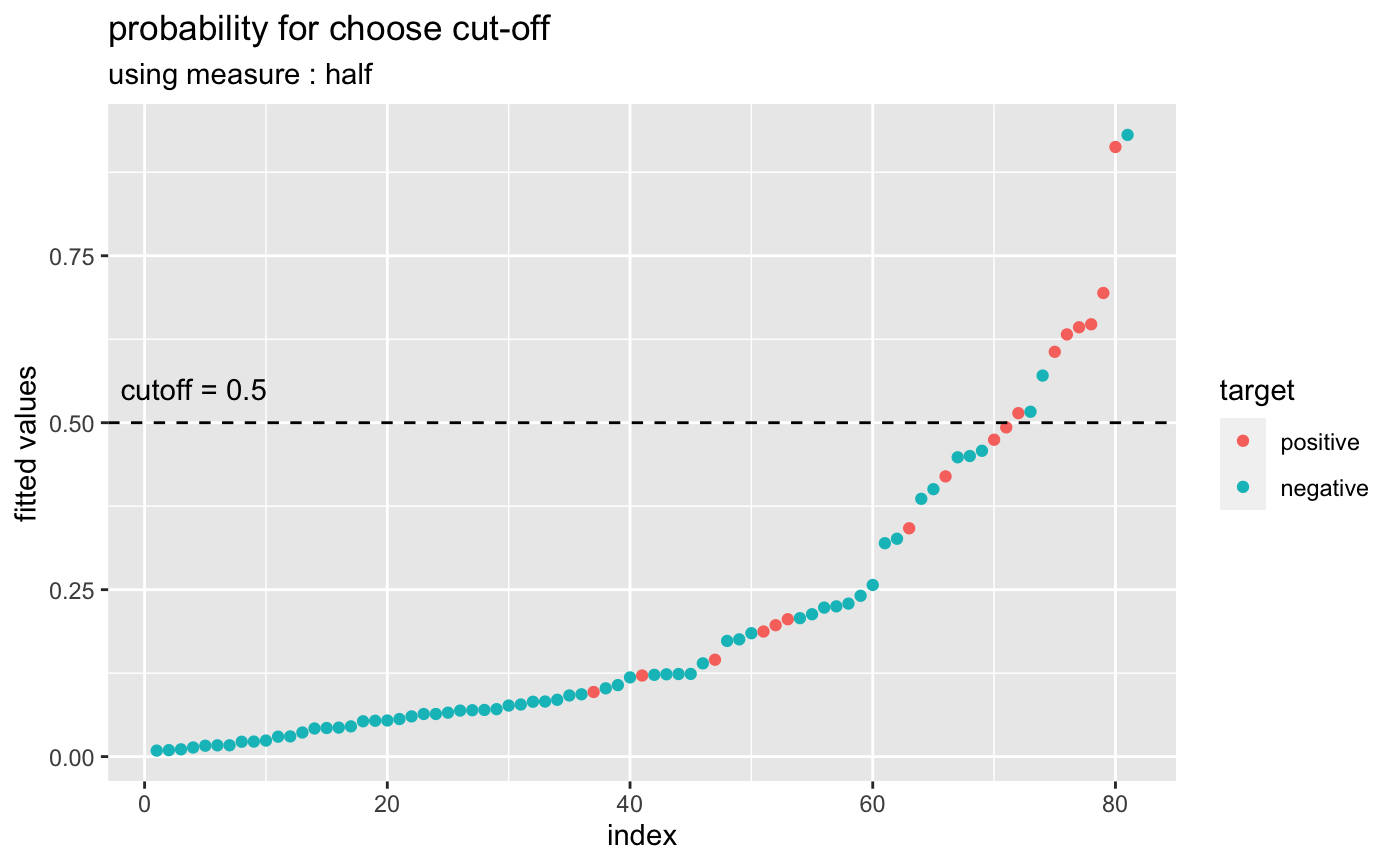 probability for choose cut-off
using measure : half
fitted values
0.75
0.50
0.25
0.00
cutoff = 0.5
0
20
40
60
80
index
target
positive
negative